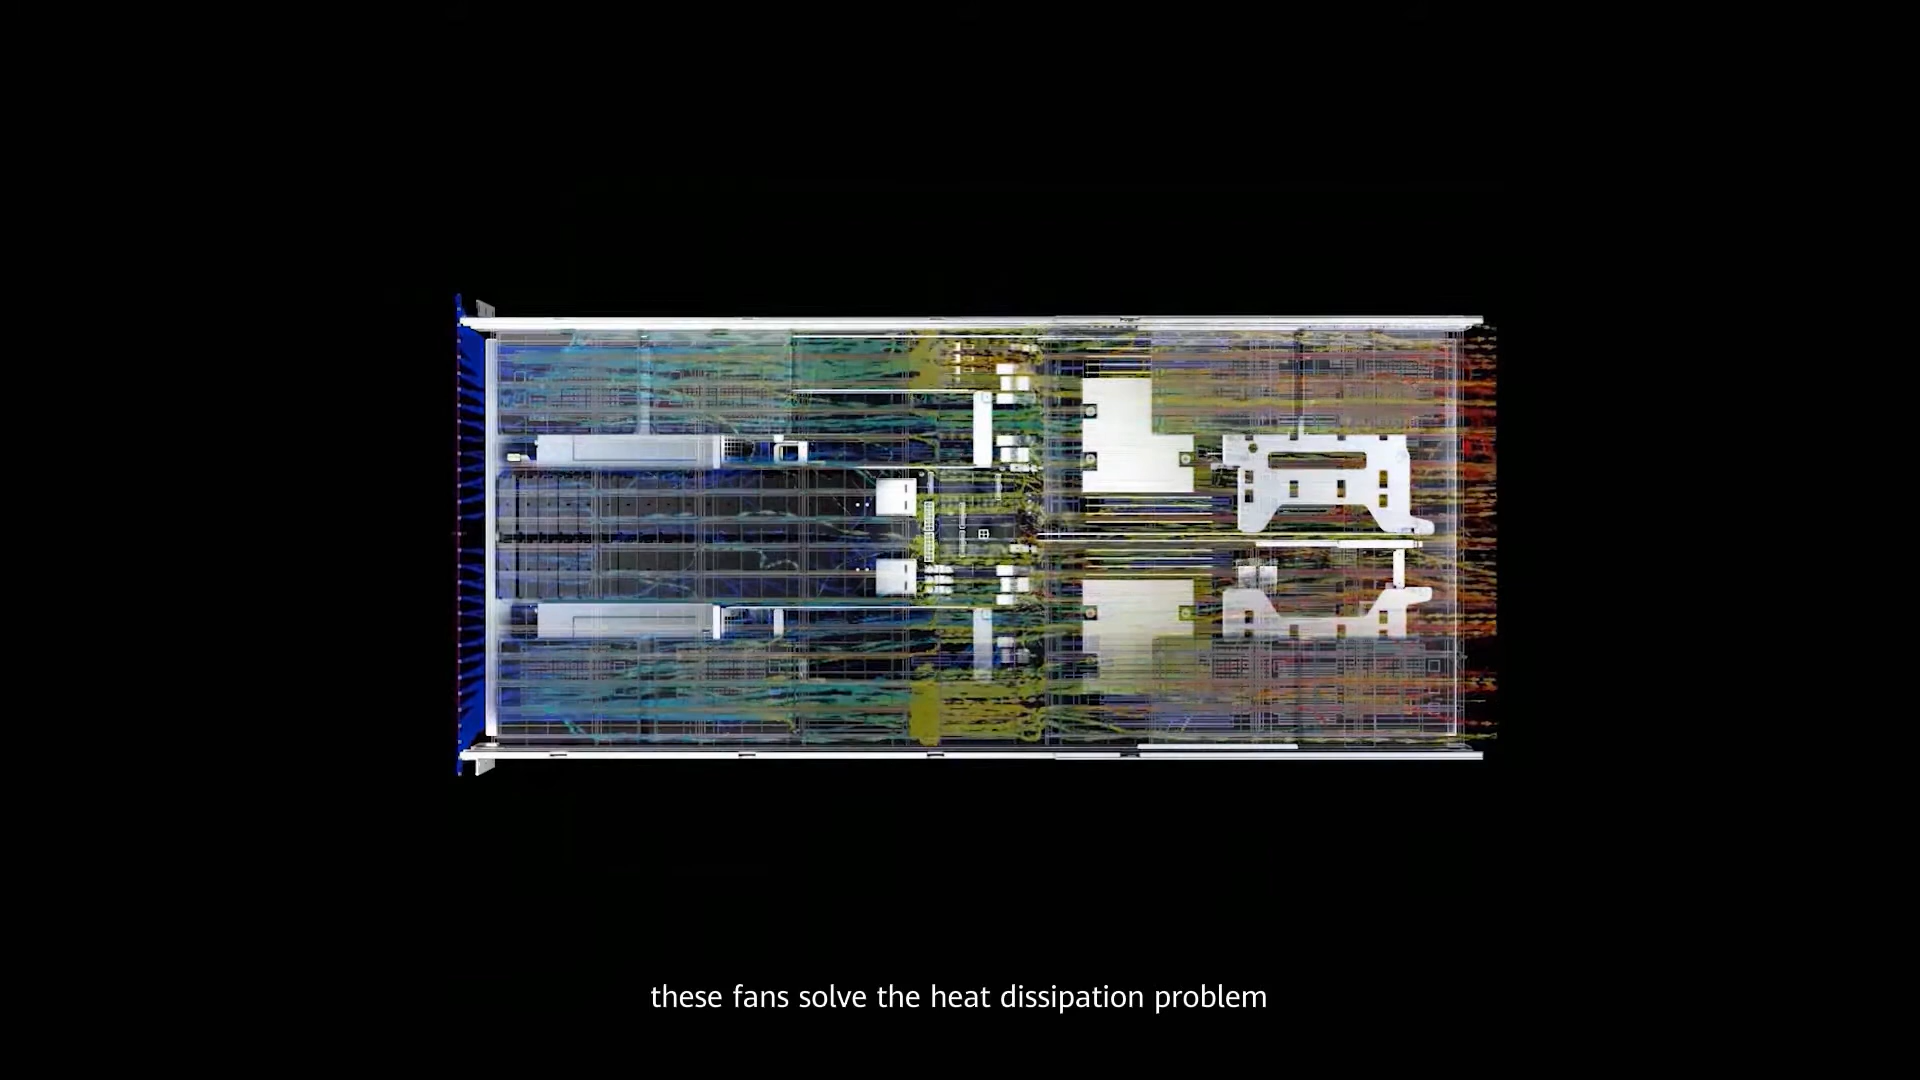 these fans solve the heat dissipation problem